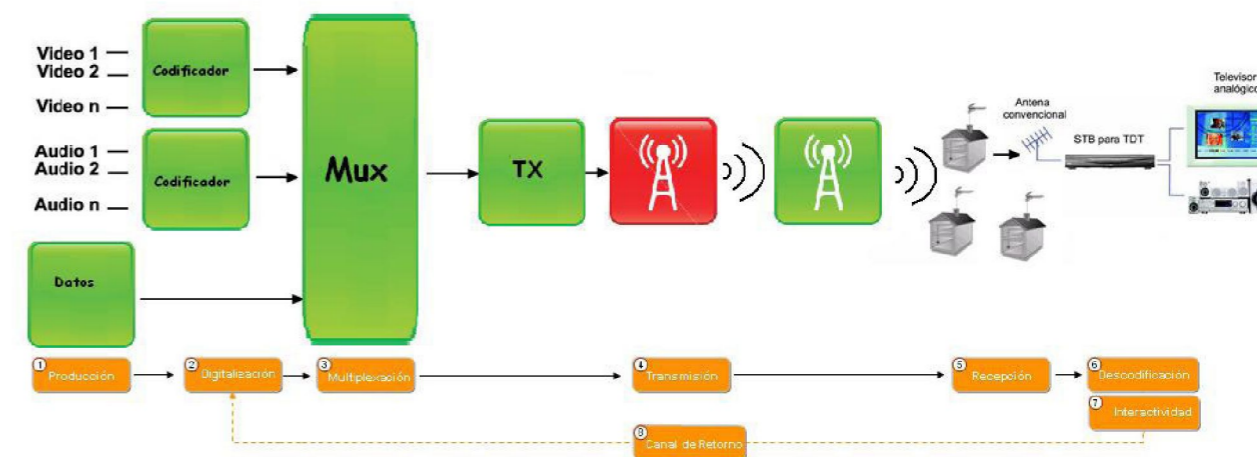 Video 1
Video 2
Video n
Codificador
Audio 1
Audio 2
Audio n
Codificador
Datos
Mux
TX
Antena
convencional
STB para TDT
Televisor
analógico
1 Producción
2 Digitalización
3 Multiplexación
4 Transmisión
5 Recepción
6 Descodificación
7 Interactividad
8 Canal de Retorno